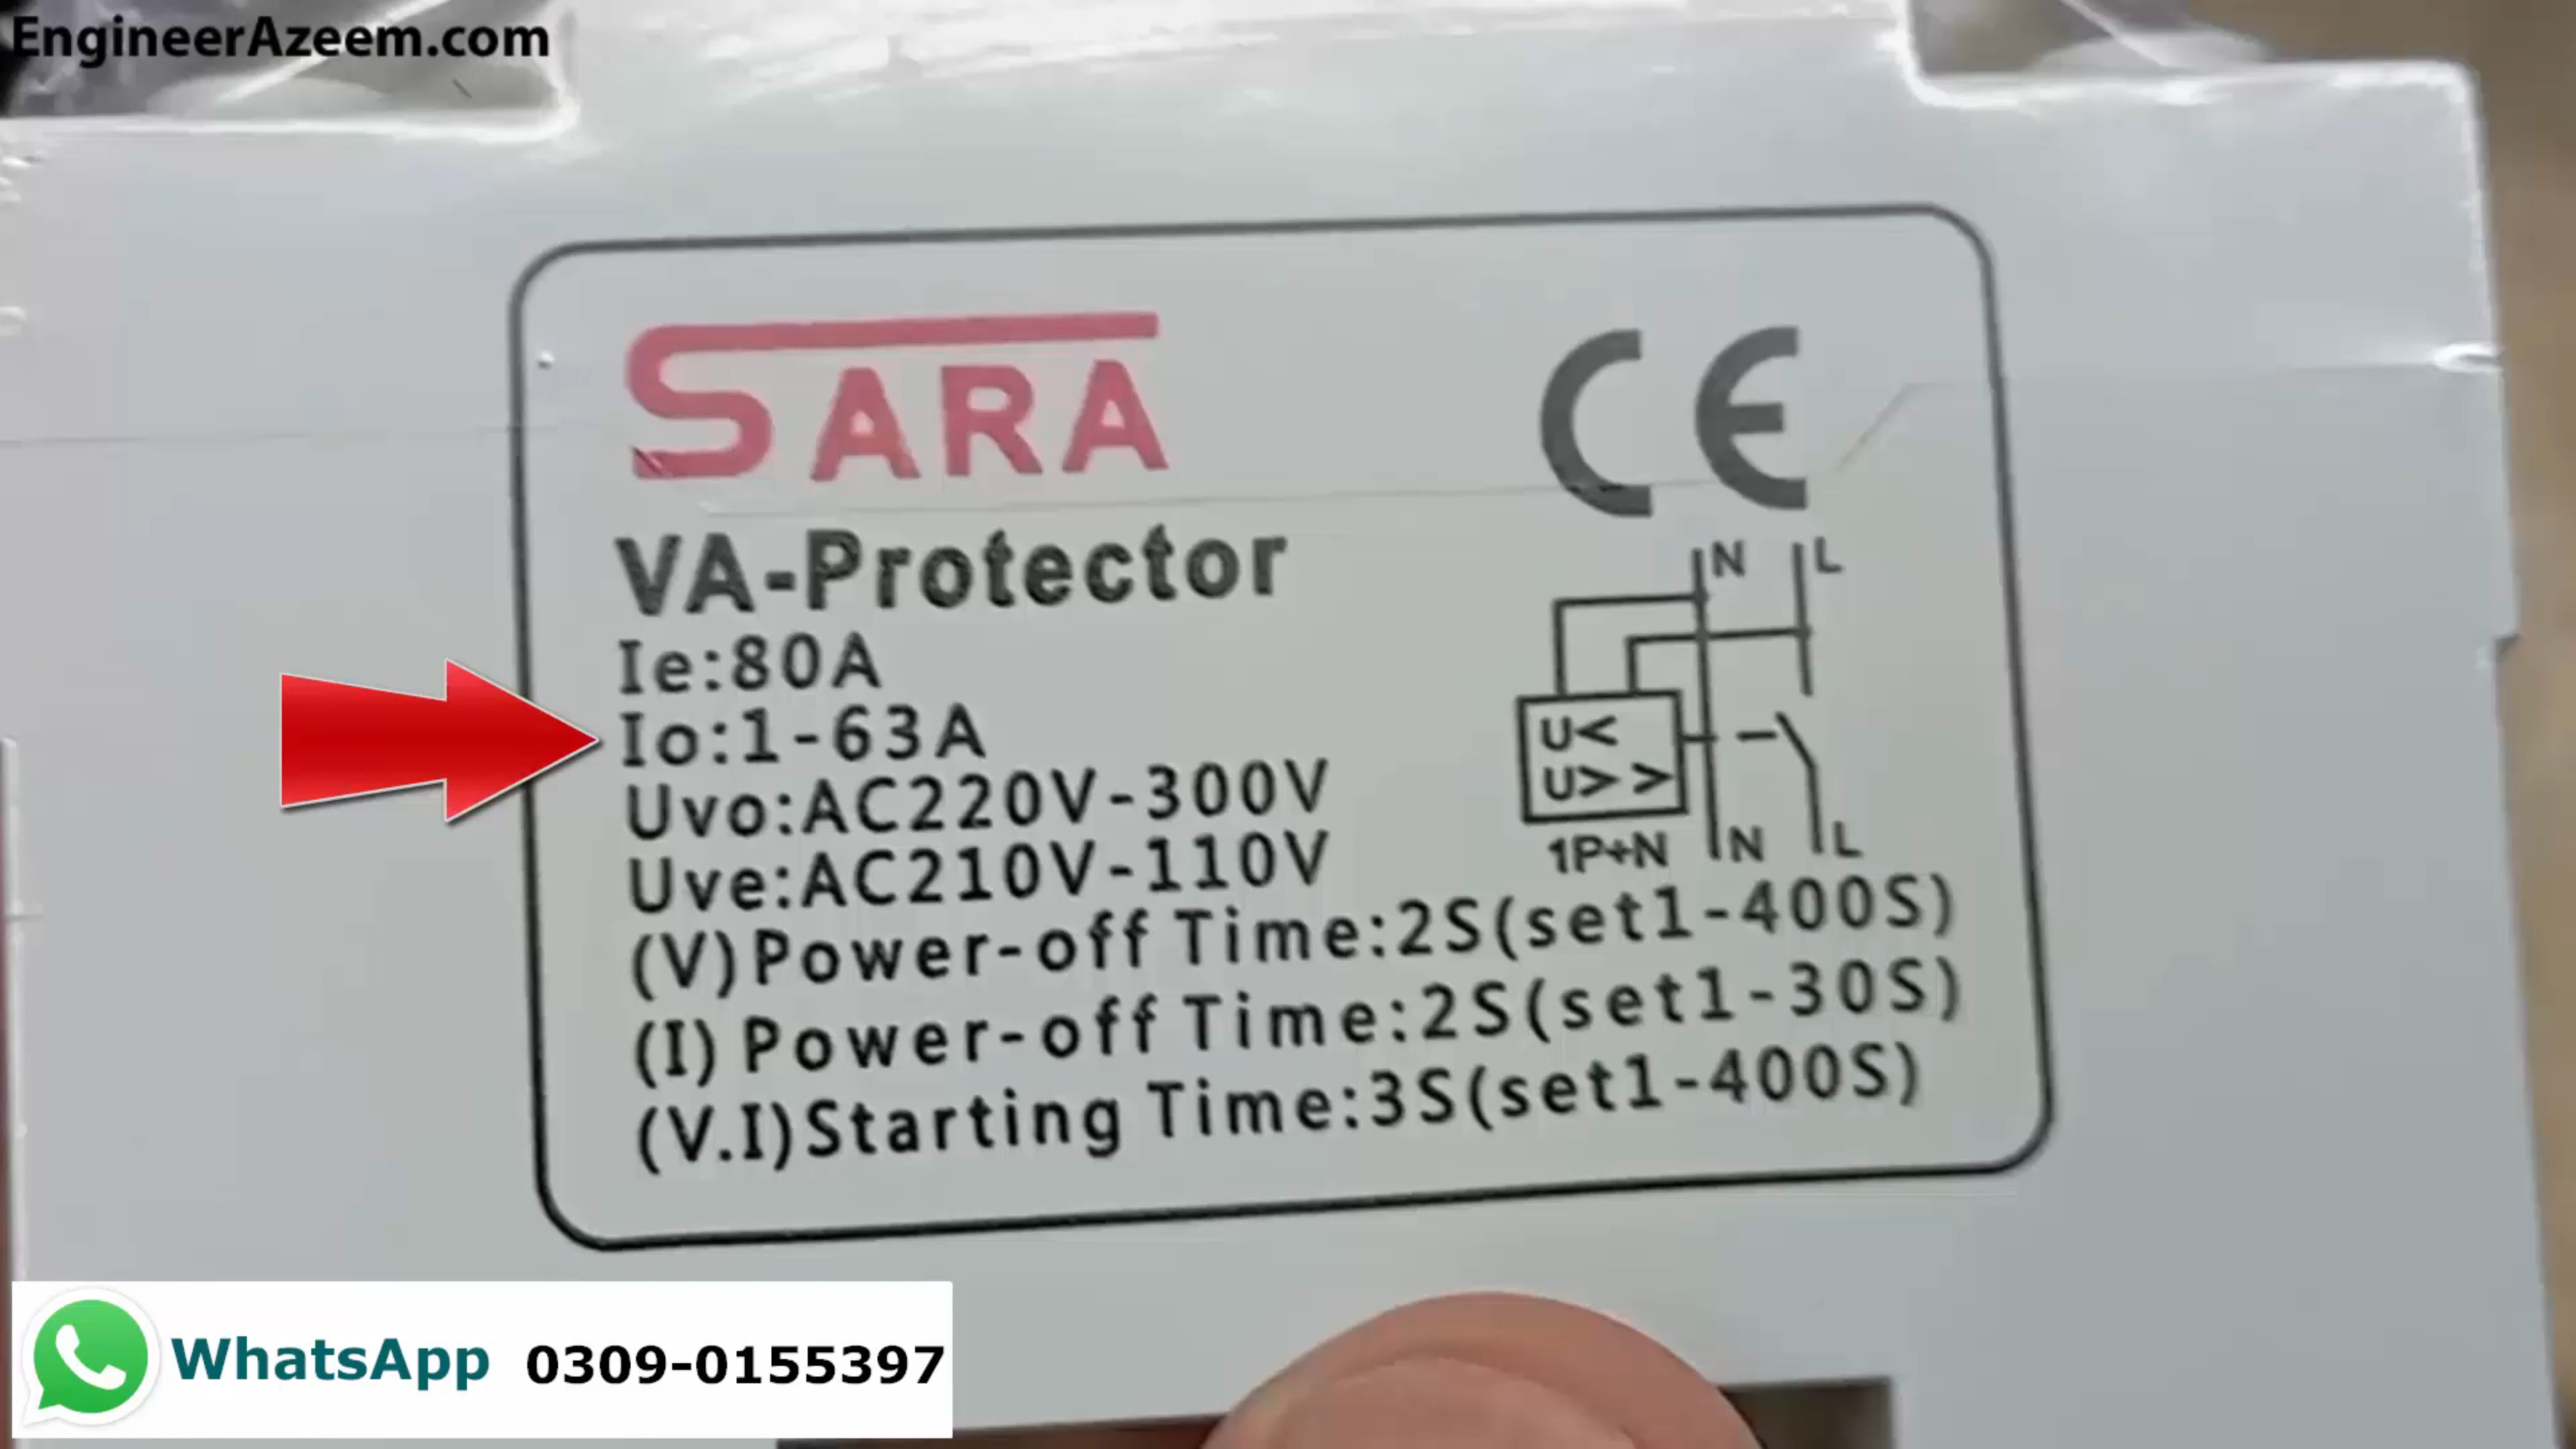 EngineerAzeem.com
SARA
CE
VA-Protector
Ie:80A
Io:1-63A
Uvo:AC220V-300V
Uve:AC210V-110V
(V)Power-off Time:2S(set1-400S)
(I) Power-off Time:2S(set1-30S)
(V.I)Starting Time:3S(set1-400S)
N L
U<
U>>
1P+N N L
WhatsApp 0309-0155397